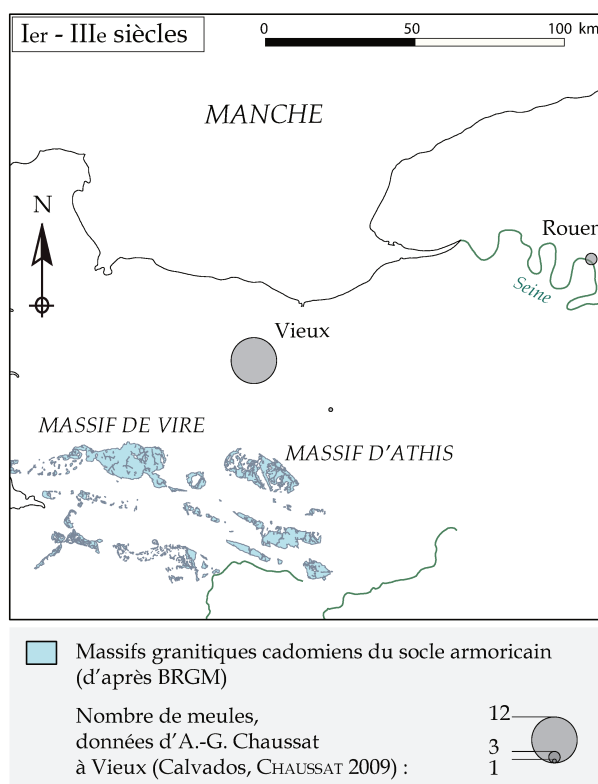 Ier - IIIe siècles
0 50 100 km
MANCHE
N
Rouen
Seine
Vieux
MASSIF DE VIRE
MASSIF D'ATHIS
Massifs granitiques cadomiens du socle armoricain
(d'après BRGM)
Nombre de meules,
données d'A.-G. Chaussat
à Vieux (Calvados, CHAUSSAT 2009) :
12
3
1